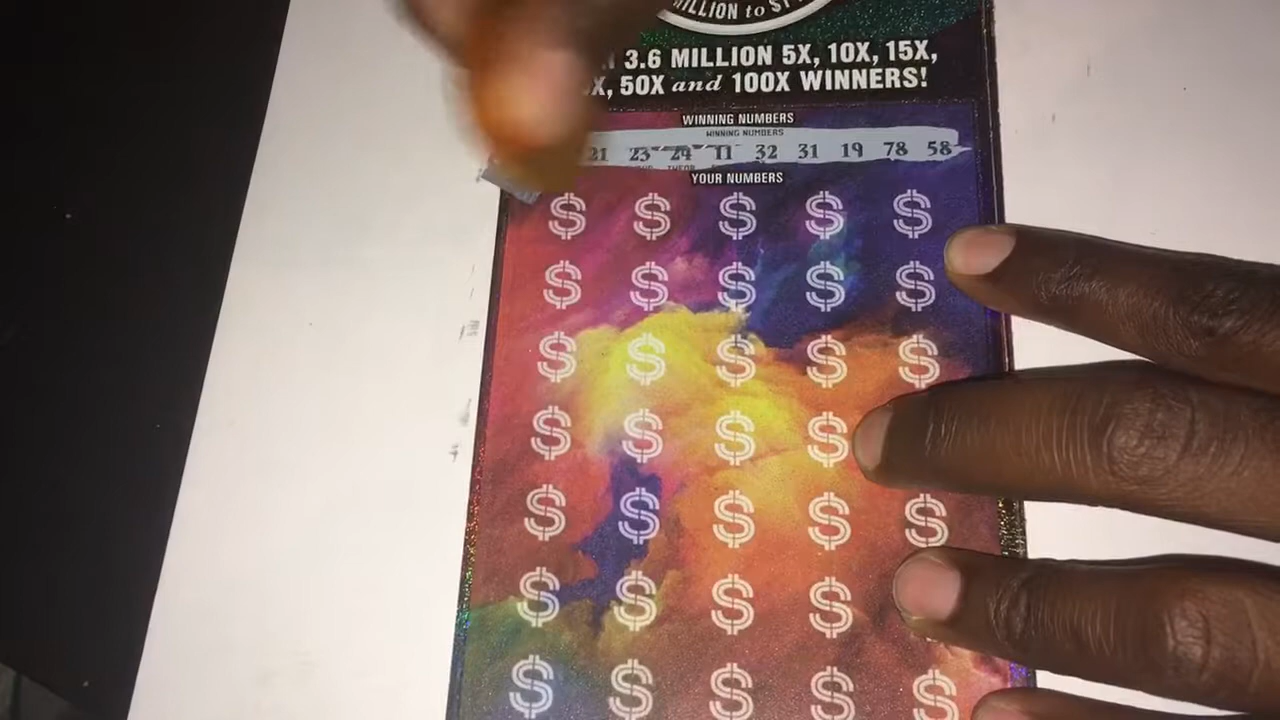 MILLION to $1
3.6 MILLION 5X, 10X, 15X,
X, 50X and 100X WINNERS!
WINNING NUMBERS
WINNING NUMBERS
21 23 24 11 32 31 19 78 58
YOUR NUMBERS
$ $ $ $ $
$ $ $ $ $
$ $ $ $ $
$ $ $ $
$ $ $ $ $
$ $ $ $
$ $ $ $ $